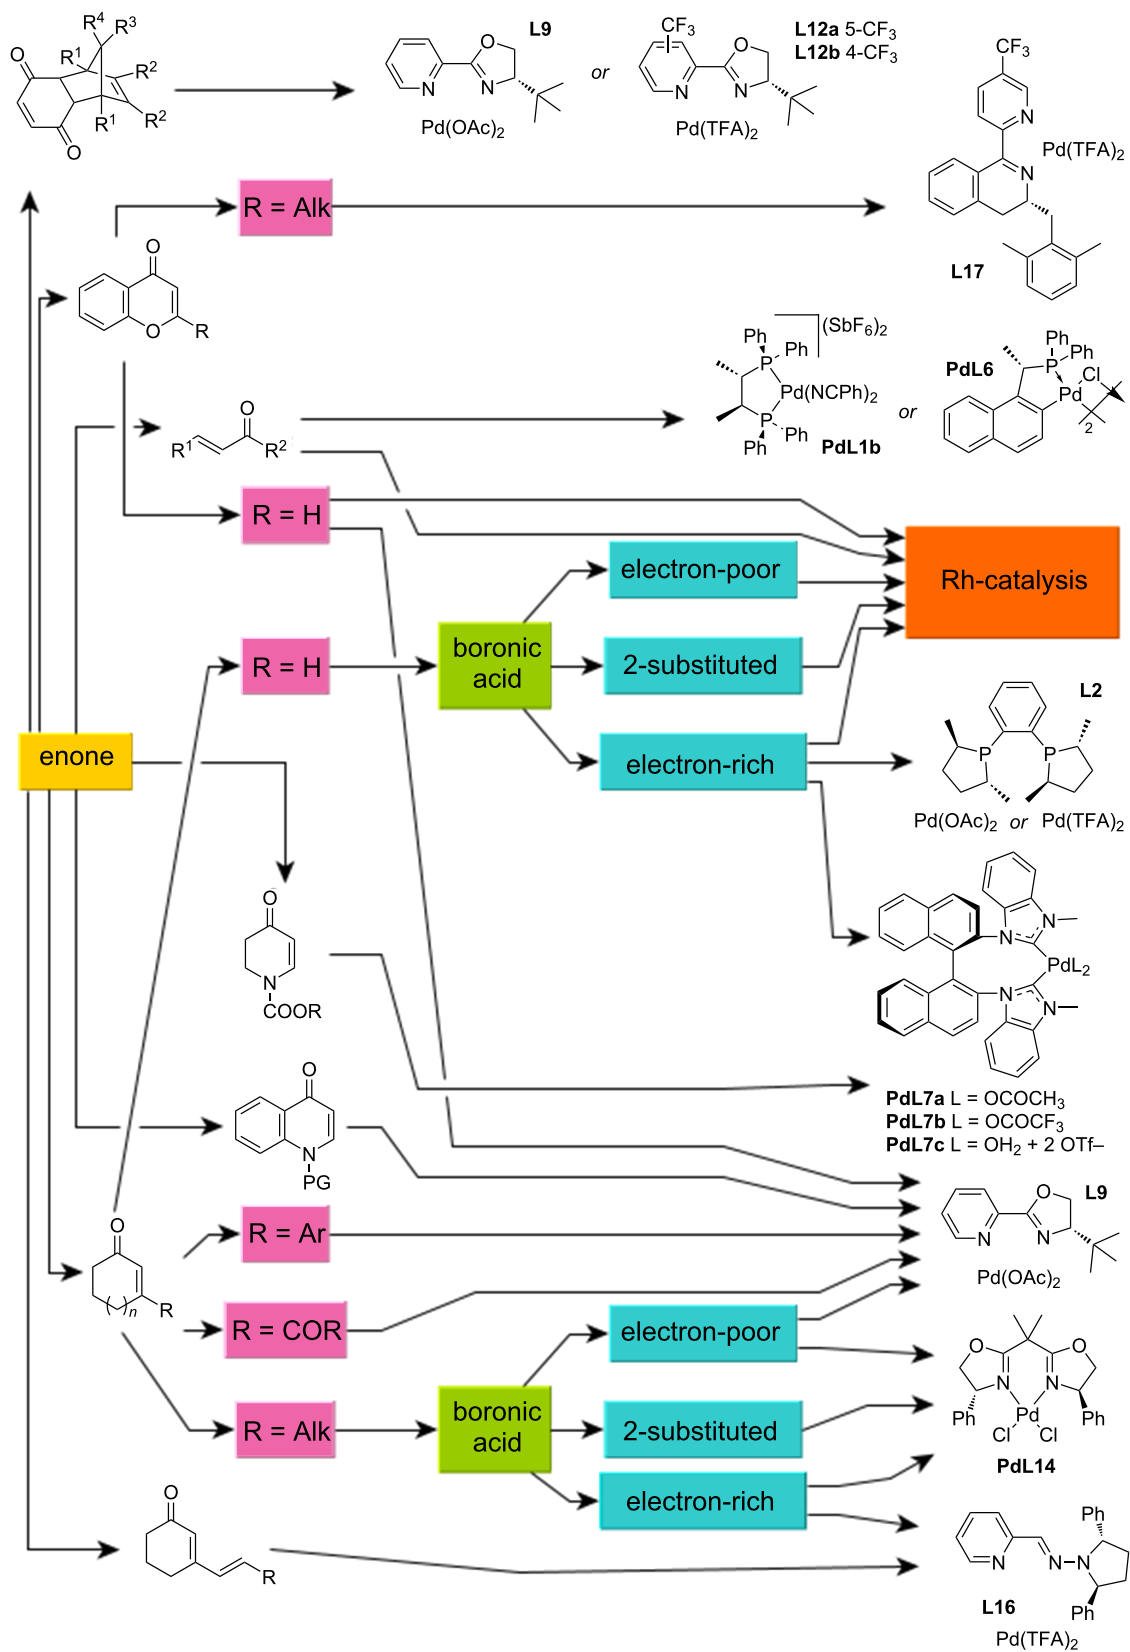 R⁴
R³
O
R¹
R²
R¹
R²
O
O
N
N
L9
Pd(OAc)₂
or
CF₃
O
N
N
Pd(TFA)₂
L12a 5-CF₃
L12b 4-CF₃
CF₃
N
Pd(TFA)₂
N
L17
R = Alk
O
O
R
(SbF₆)₂
Ph
Ph
P
Pd(NCPh)₂
P
Ph
Ph
PdL1b
or
PdL6
Ph
Ph
P
Cl
Pd
2
O
R¹
R²
R = H
electron-poor
Rh-catalysis
R = H
boronic
acid
2-substituted
electron-rich
L2
P
P
Pd(OAc)₂ or Pd(TFA)₂
enone
O
N
COOR
N
N
PdL₂
N
N
PdL7a L = OCOCH₃
PdL7b L = OCOCF₃
PdL7c L = OH₂ + 2 OTf–
O
N
PG
O
L9
N
N
Pd(OAc)₂
R = Ar
O
R
( )n
R = COR
electron-poor
O
O
N
N
Ph
Pd
Ph
Cl
Cl
PdL14
R = Alk
boronic
acid
2-substituted
electron-rich
O
R
Ph
N
N
N
Ph
L16
Pd(TFA)₂